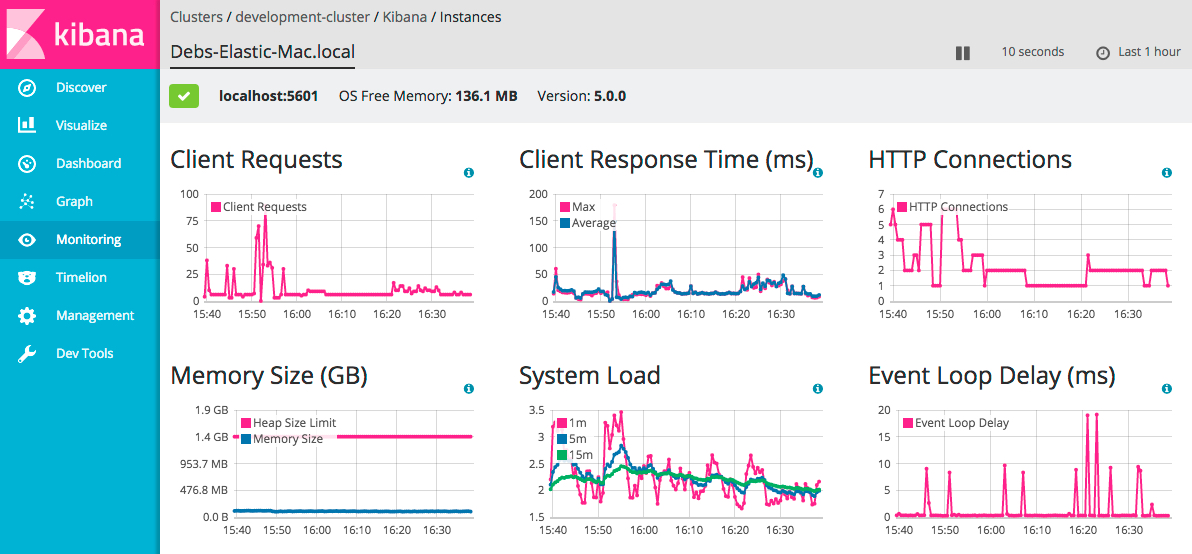 kibana
Discover
Visualize
Dashboard
Graph
Monitoring
Timelion
Management
Dev Tools
Clusters / development-cluster / Kibana / Instances
Debs-Elastic-Mac.local
10 seconds
Last 1 hour
localhost:5601 OS Free Memory: 136.1 MB Version: 5.0.0
Client Requests
100
75
50
25
0
Client Requests
15:40 15:50 16:00 16:10 16:20 16:30
Client Response Time (ms)
200
150
100
50
0
Max
Average
15:40 15:50 16:00 16:10 16:20 16:30
HTTP Connections
7
6
5
4
3
2
1
0
HTTP Connections
15:40 15:50 16:00 16:10 16:20 16:30
Memory Size (GB)
1.9 GB
1.4 GB
953.7 MB
476.8 MB
0.0 B
Heap Size Limit
Memory Size
15:40 15:50 16:00 16:10 16:20 16:30
System Load
3.5
3
2.5
2
1.5
1m
5m
15m
15:40 15:50 16:00 16:10 16:20 16:30
Event Loop Delay (ms)
20
15
10
5
0
Event Loop Delay
15:40 15:50 16:00 16:10 16:20 16:30